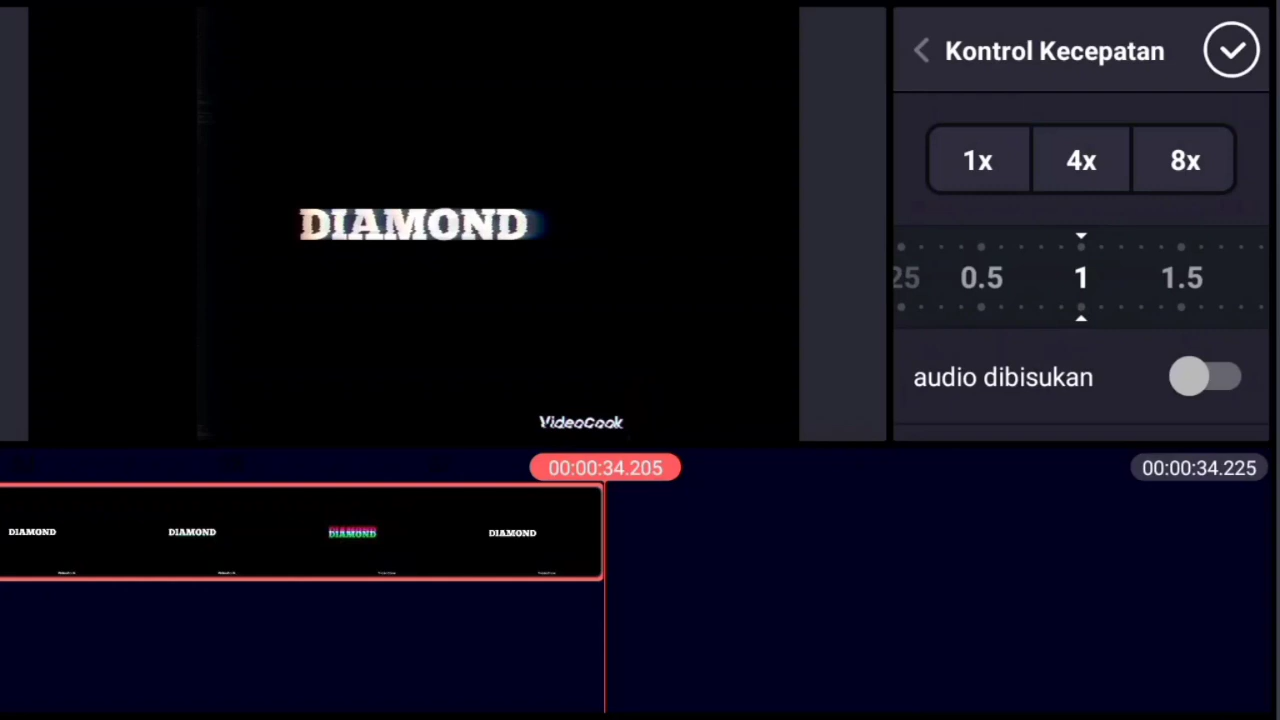 Kontrol Kecepatan
1x 4x 8x
25 0.5 1 1.5
audio dibisukan
DIAMOND
VideoCook
00:00:34.205
00:00:34.225
DIAMOND DIAMOND DIAMOND DIAMOND